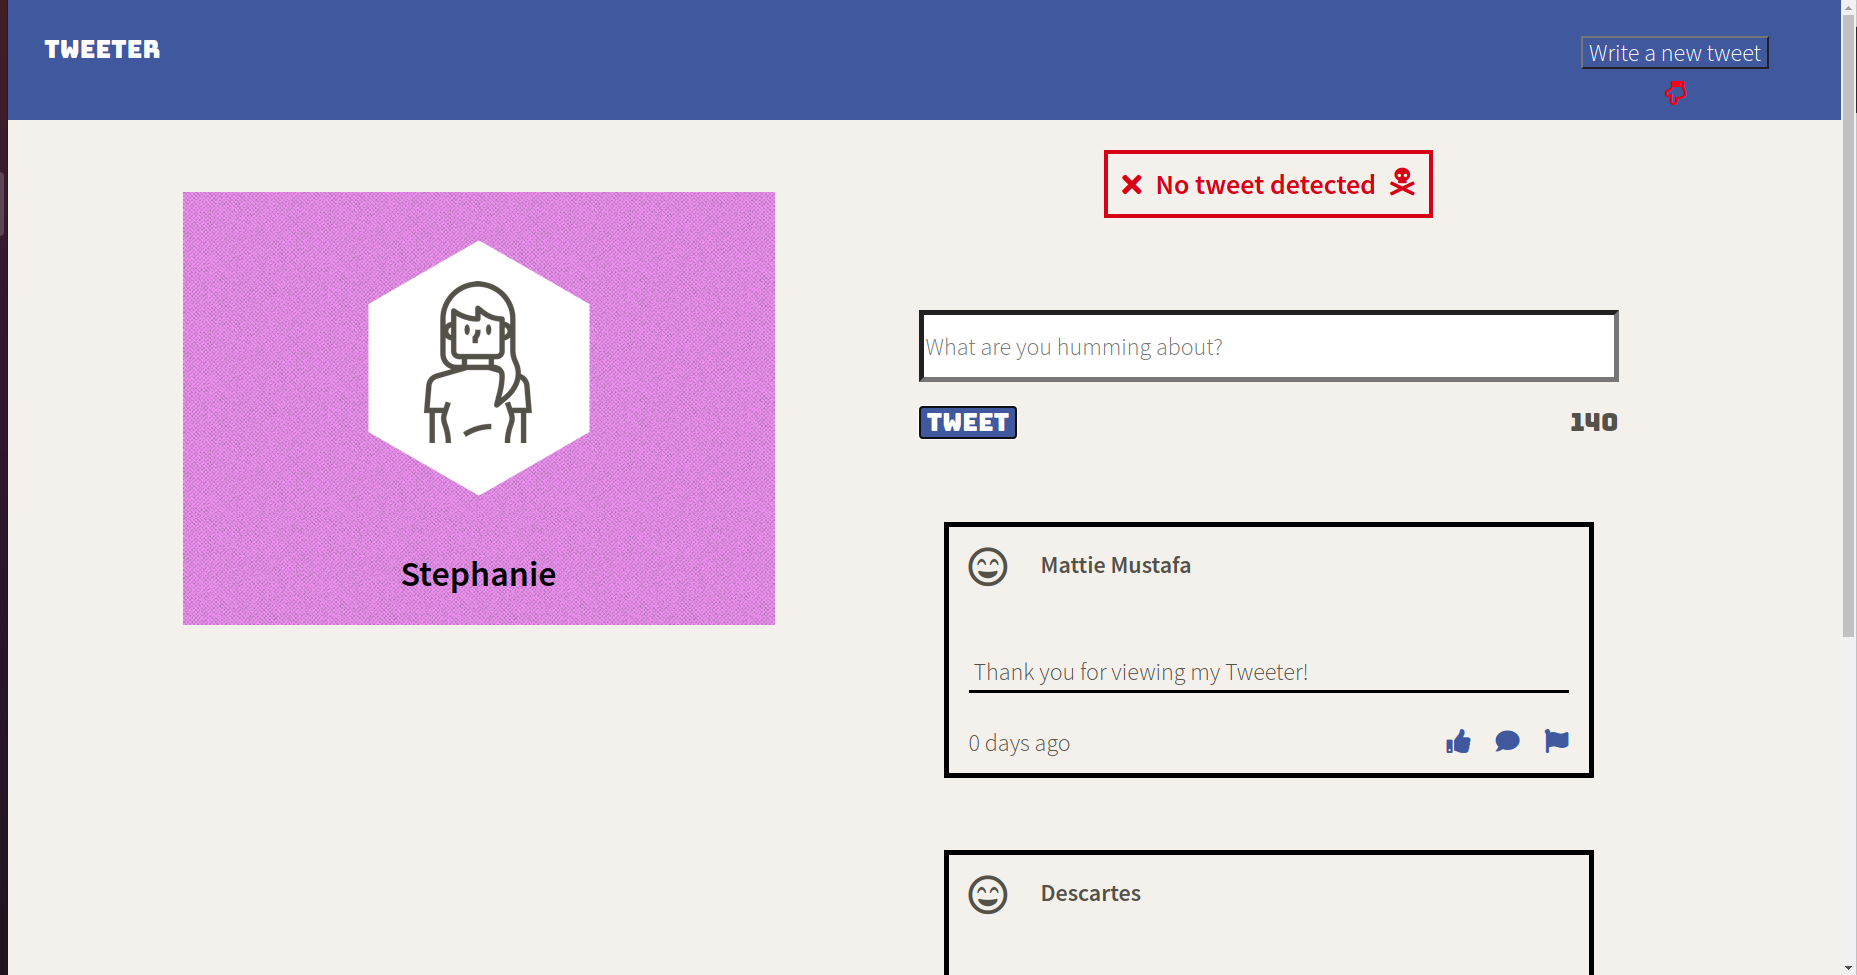 TWEETER
Write a new tweet
No tweet detected
Stephanie
What are you humming about?
TWEET
140
Mattie Mustafa
Thank you for viewing my Tweeter!
0 days ago
Descartes